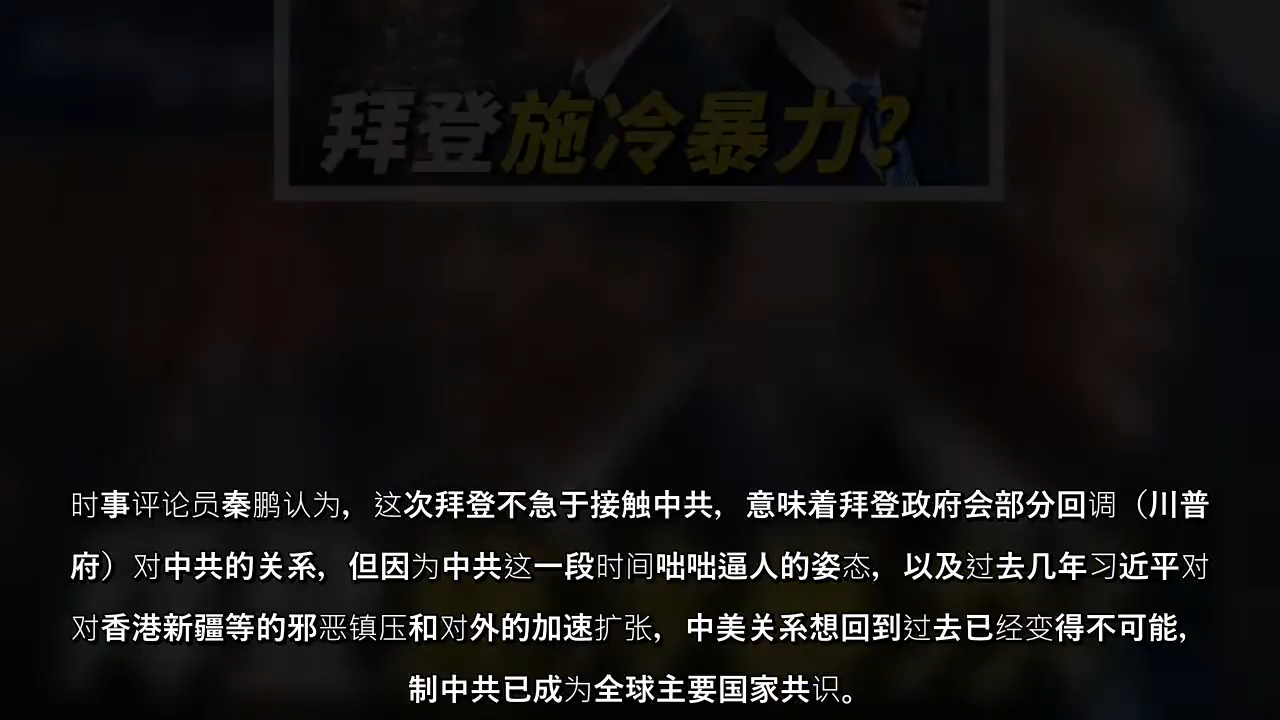 拜登施冷暴力?
时事评论员秦鹏认为，这次拜登不急于接触中共，意味着拜登政府会部分回调（川普
府）对中共的关系，但因为中共这一段时间咄咄逼人的姿态，以及过去几年习近平对
对香港新疆等的邪恶镇压和对外的加速扩张，中美关系想回到过去已经变得不可能，
制中共已成为全球主要国家共识。